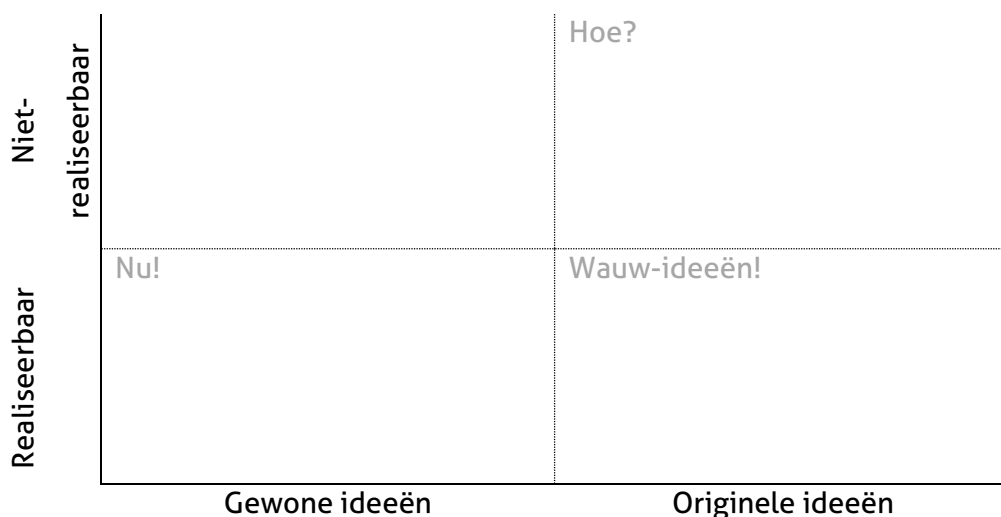 Niet-
realiseerbaar
Hoe?
Nu!
Wauw-ideeën!
Realiseerbaar
Gewone ideeën
Originele ideeën